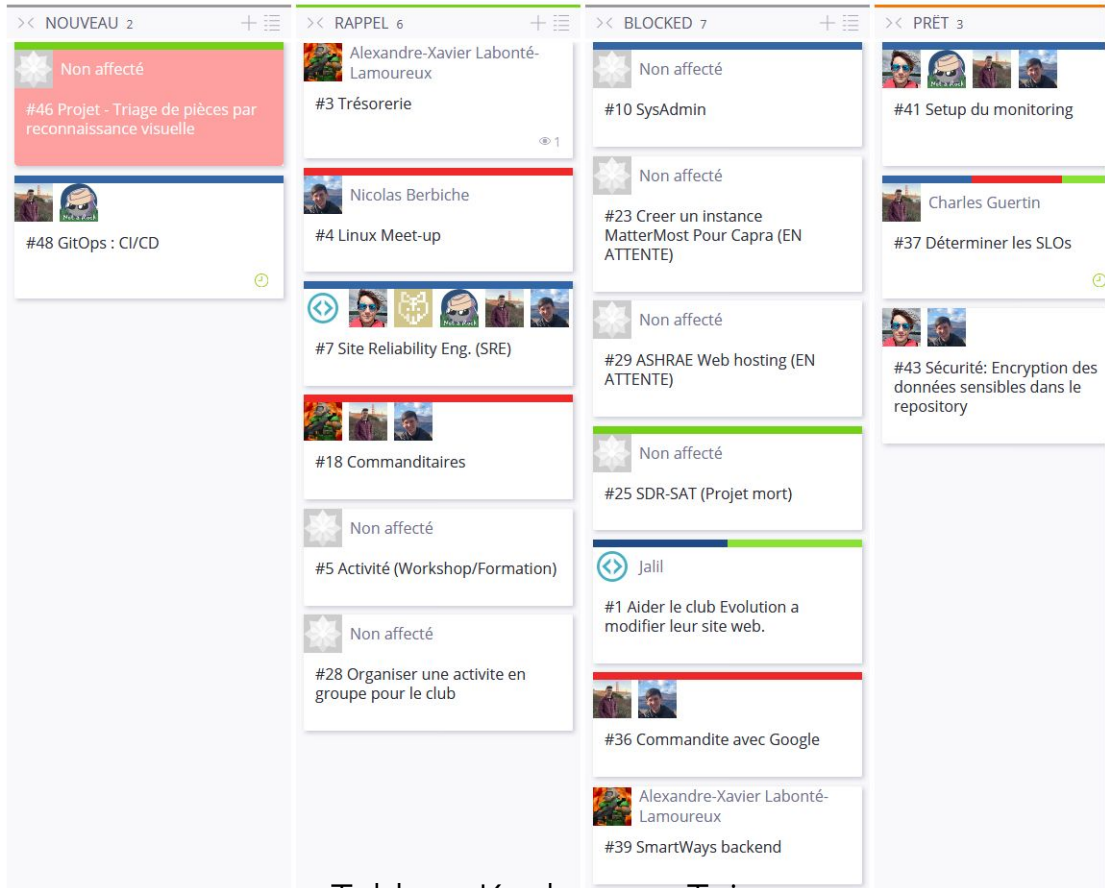 >< NOUVEAU 2
Non affecté
#46 Projet - Triage de pièces par
reconnaissance visuelle
#48 GitOps : CI/CD
>< RAPPEL 6
Alexandre-Xavier Labonté-
Lamoureux
#3 Trésorerie
1
Nicolas Berbiche
#4 Linux Meet-up
#7 Site Reliability Eng. (SRE)
#18 Commanditaires
Non affecté
#5 Activité (Workshop/Formation)
Non affecté
#28 Organiser une activite en
groupe pour le club
>< BLOCKED 7
Non affecté
#10 SysAdmin
Non affecté
#23 Creer un instance
MatterMost Pour Capra (EN
ATTENTE)
Non affecté
#29 ASHRAE Web hosting (EN
ATTENTE)
Non affecté
#25 SDR-SAT (Projet mort)
Jalil
#1 Aider le club Evolution a
modifier leur site web.
#36 Commandite avec Google
Alexandre-Xavier Labonté-
Lamoureux
#39 SmartWays backend
>< PRËT 3
#41 Setup du monitoring
Charles Guertin
#37 Déterminer les SLOs
#43 Sécurité: Encryption des
données sensibles dans le
repository